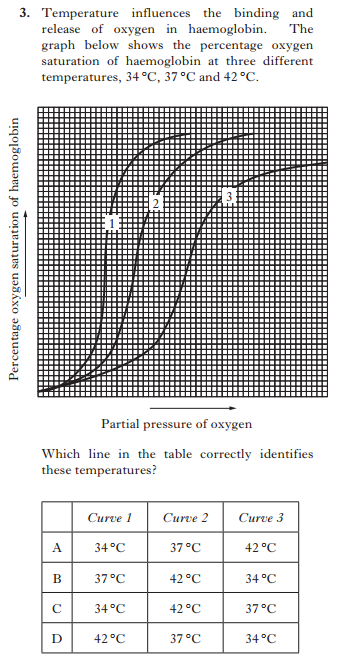 3. Temperature influences the binding and
release of oxygen in haemoglobin. The
graph below shows the percentage oxygen
saturation of haemoglobin at three different
temperatures, 34 °C, 37 °C and 42 °C.
Percentage oxygen saturation of haemoglobin
1
2
3
Partial pressure of oxygen
Which line in the table correctly identifies
these temperatures?
Curve 1 Curve 2 Curve 3
A 34 °C 37 °C 42 °C
B 37 °C 42 °C 34 °C
C 34 °C 42 °C 37 °C
D 42 °C 37 °C 34 °C